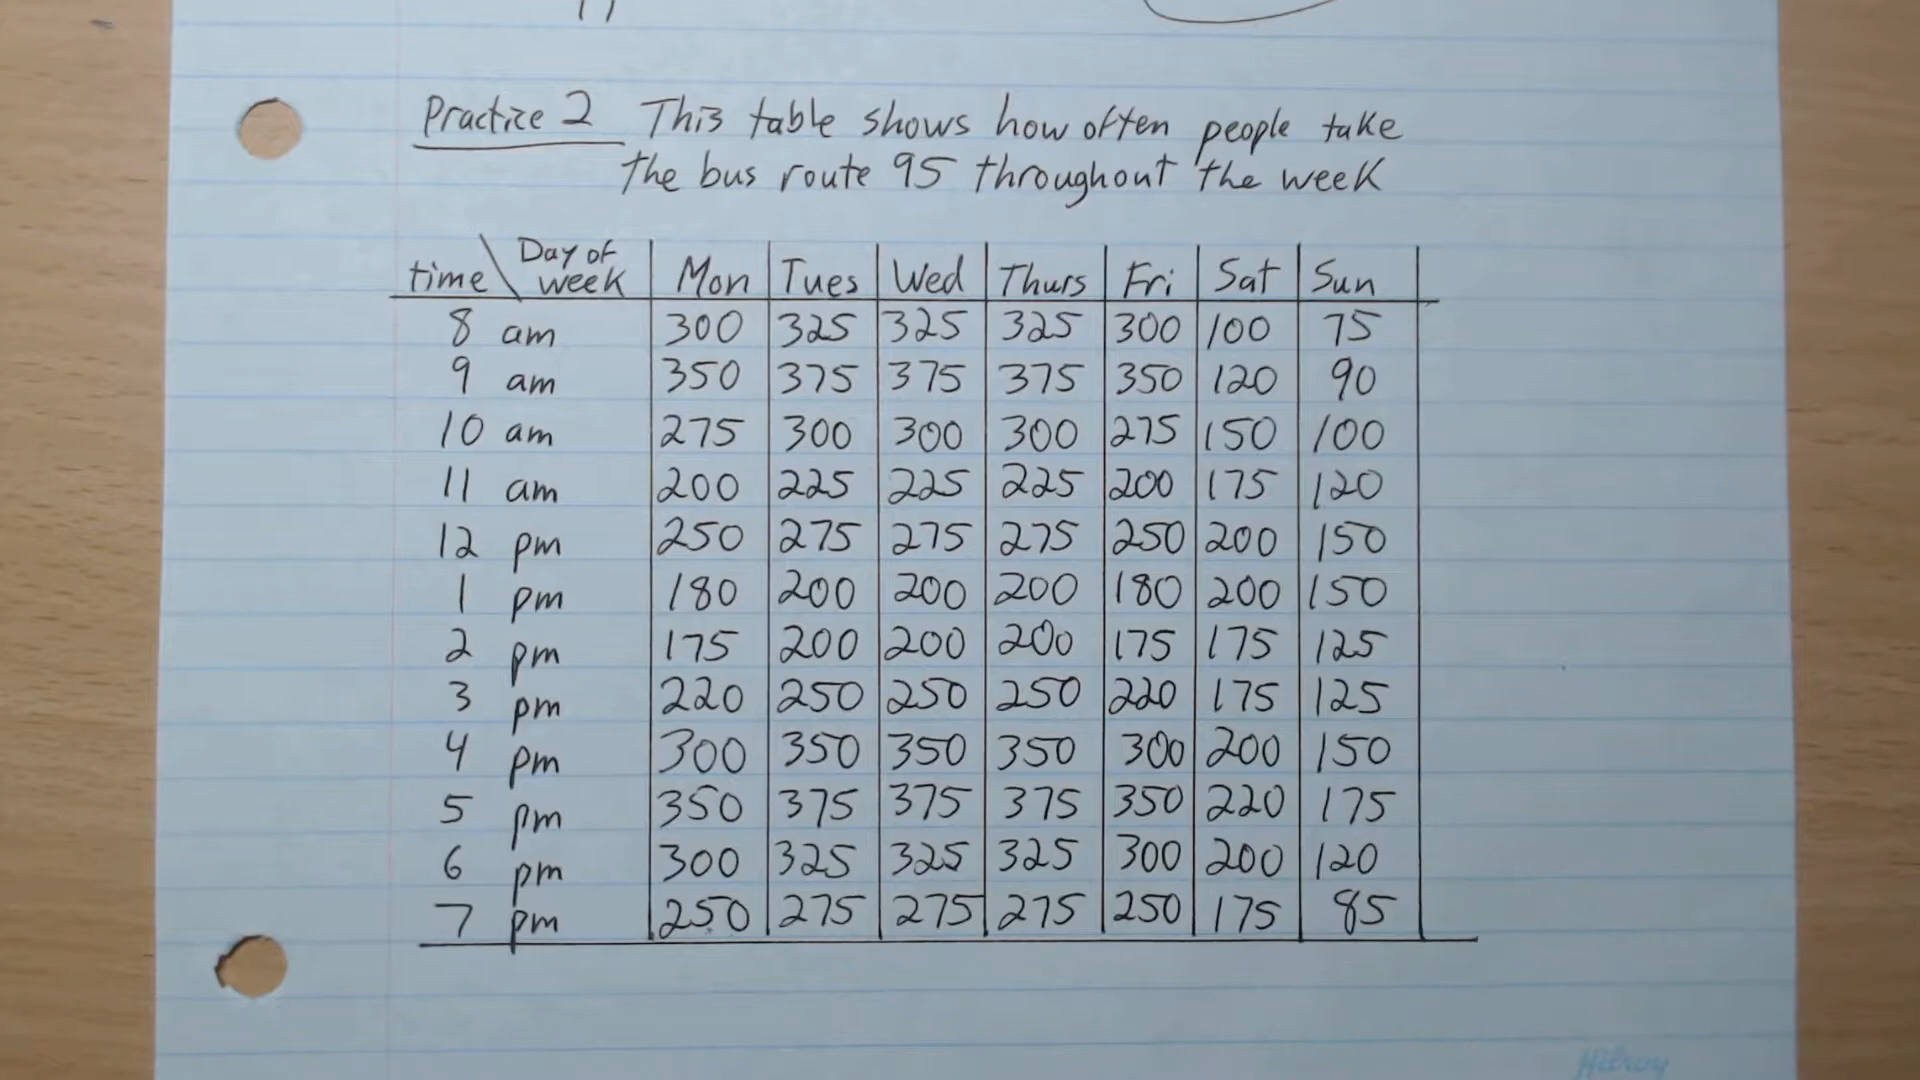 Practice 2 This table shows how often people take
the bus route 95 throughout the week
time \ Day of week Mon Tues Wed Thurs Fri Sat Sun
8 am 300 325 325 325 300 100 75
9 am 350 375 375 375 350 120 90
10 am 275 300 300 300 275 150 100
11 am 200 225 225 225 200 175 120
12 pm 250 275 275 275 250 200 150
1 pm 180 200 200 200 180 200 150
2 pm 175 200 200 200 175 175 125
3 pm 220 250 250 250 220 175 125
4 pm 300 350 350 350 300 200 150
5 pm 350 375 375 375 350 220 175
6 pm 300 325 325 325 300 200 120
7 pm 250 275 275 275 250 175 85
Hilroy